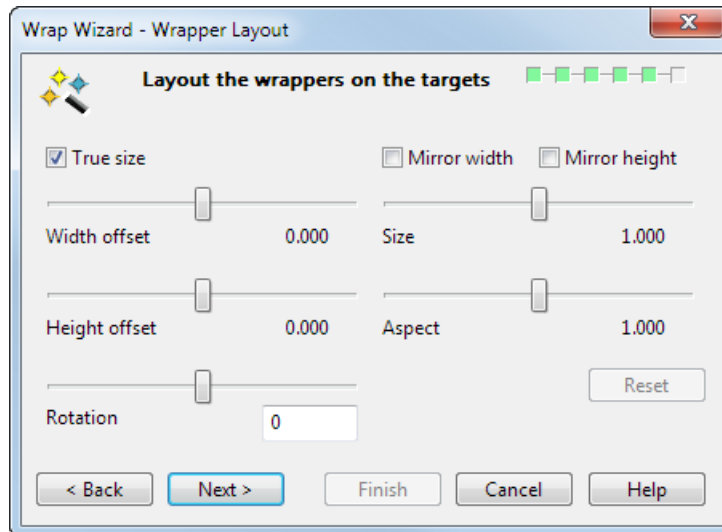 Wrap Wizard - Wrapper Layout
Layout the wrappers on the targets
True size
Mirror width
Mirror height
Width offset 0.000
Size 1.000
Height offset 0.000
Aspect 1.000
Reset
Rotation 0
< Back Next > Finish Cancel Help